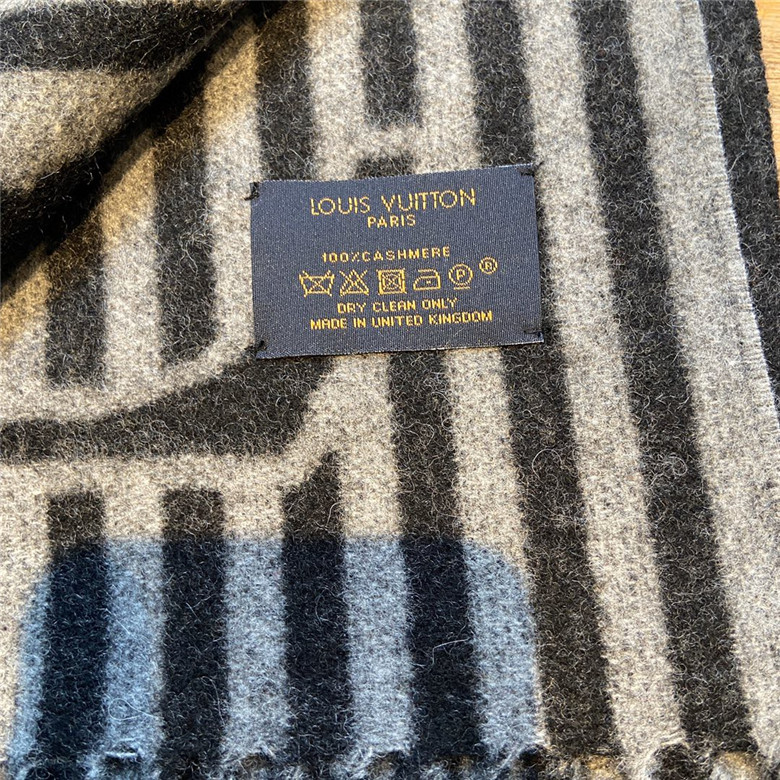 LOUIS VUITTON
PARIS
100%CASHMERE
P ®
DRY CLEAN ONLY
MADE IN UNITED KINGDOM